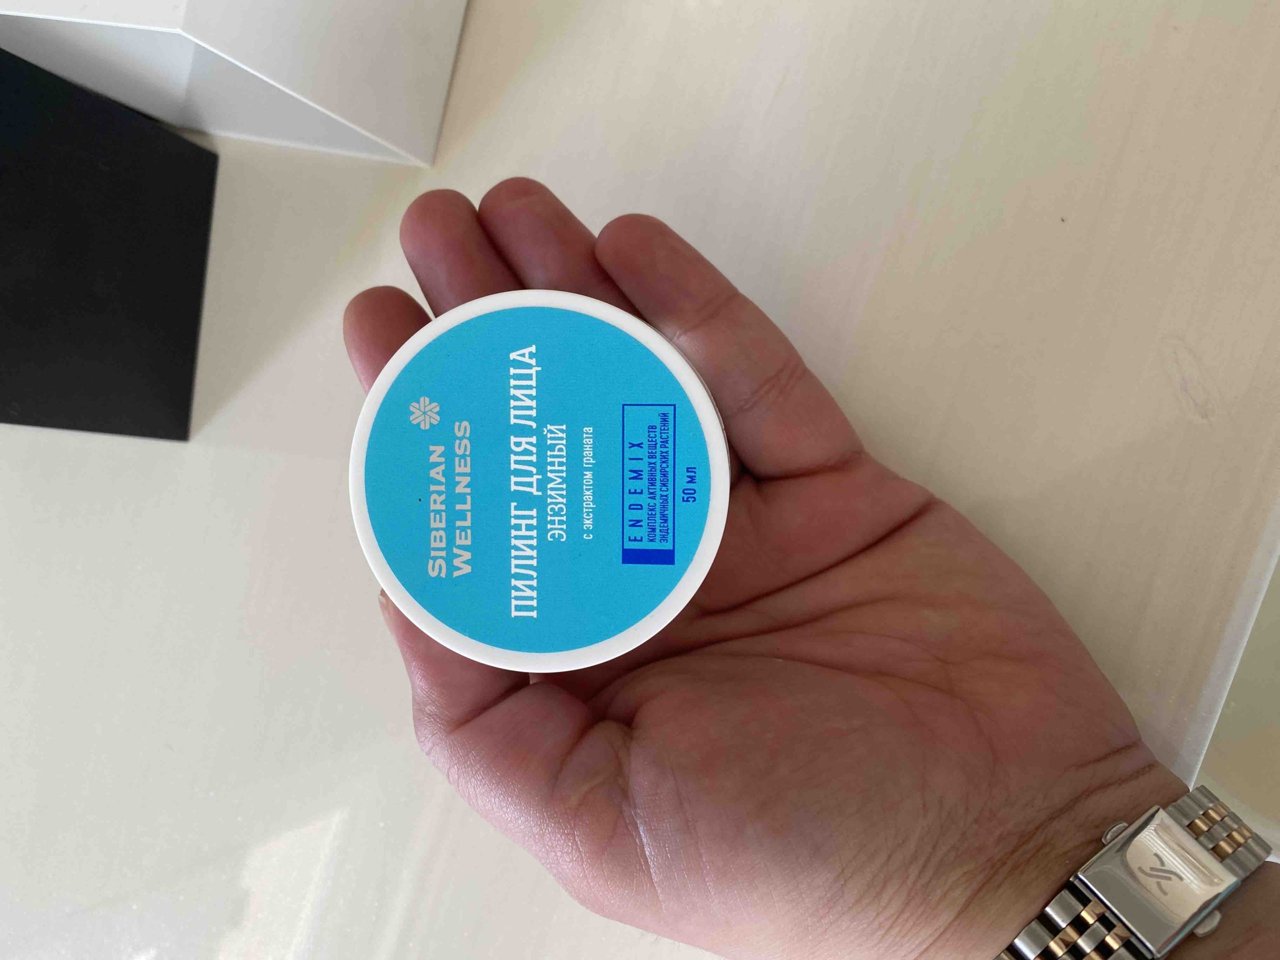 SIBERIAN
WELLNESS
ПИЛИНГ ДЛЯ ЛИЦА
ЭНЗИМНЫЙ
с экстрактом граната
ENDEMIX
КОМПЛЕКС АКТИВНЫХ ВЕЩЕСТВ
ЭНДЕМИЧНЫХ СИБИРСКИХ РАСТЕНИЙ
50 мл